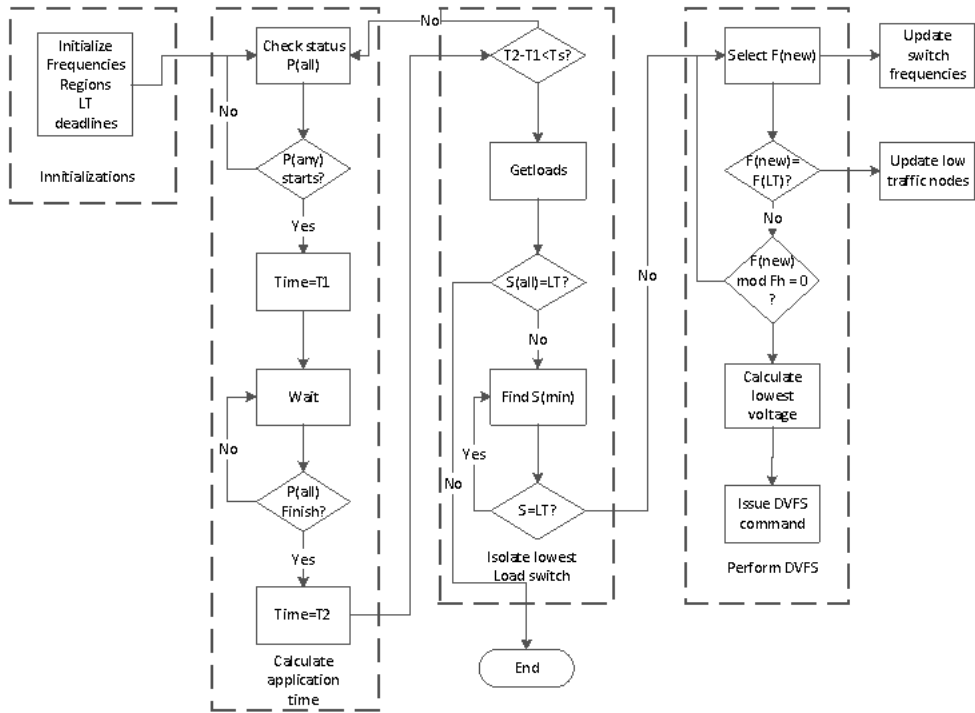 Initialize
Frequencies
Regions
LT
deadlines
Innitializations
Check status
P(all)
No
P(any)
starts?
Yes
Time=T1
Wait
No
P(all)
Finish?
Yes
Time=T2
Calculate
application
time
No
T2-T1<Ts?
Getloads
S(all)=LT?
No
Find S(min)
Yes
No
S=LT?
Isolate lowest
Load switch
End
No
Select F(new)
Update
switch
frequencies
F(new)=
F(LT)?
Update low
traffic nodes
No
F(new)
mod Fh = 0
?
Calculate
lowest
voltage
Issue DVFS
command
Perform DVFS